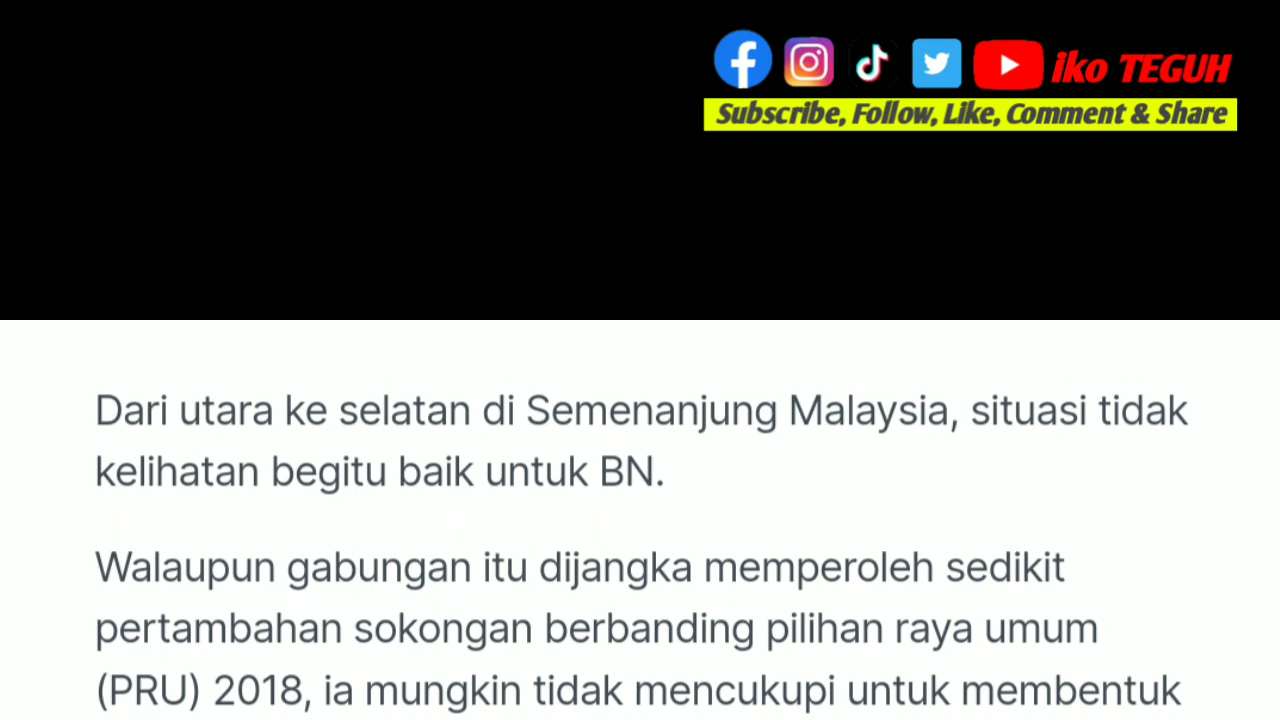 iko TEGUH
Subscribe, Follow, Like, Comment & Share
Dari utara ke selatan di Semenanjung Malaysia, situasi tidak
kelihatan begitu baik untuk BN.
Walaupun gabungan itu dijangka memperoleh sedikit
pertambahan sokongan berbanding pilihan raya umum
(PRU) 2018, ia mungkin tidak mencukupi untuk membentuk